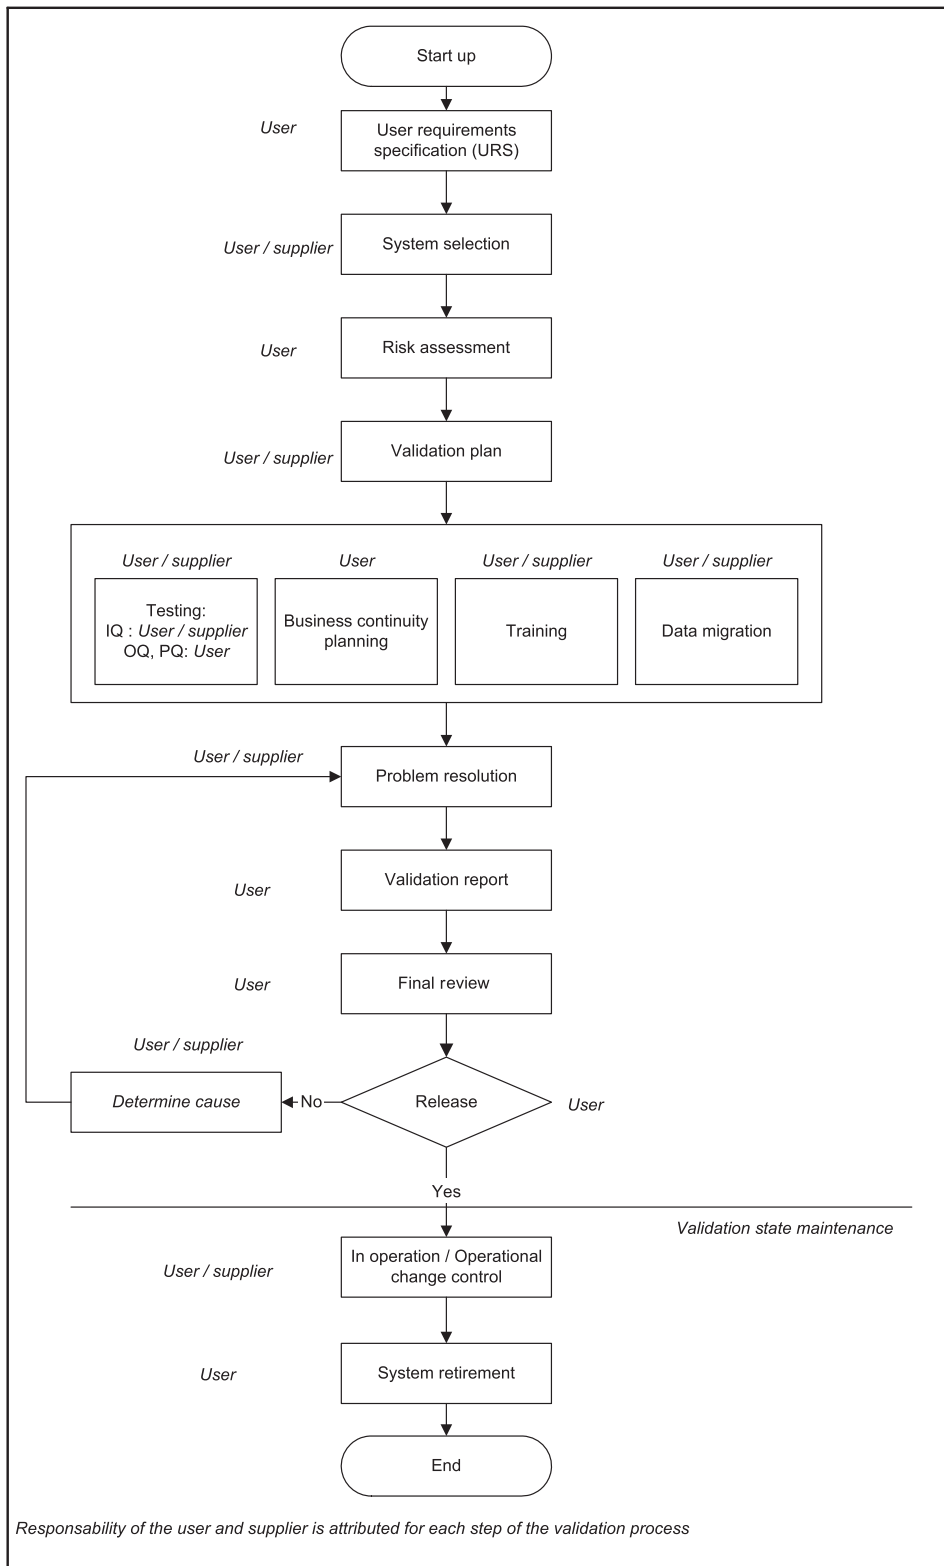 Start up
User
User requirements
specification (URS)
User / supplier
System selection
User
Risk assessment
User / supplier
Validation plan
User / supplier
Testing:
IQ : User / supplier
OQ, PQ: User
User
Business continuity
planning
User / supplier
Training
User / supplier
Data migration
User / supplier
Problem resolution
User
Validation report
User
Final review
User / supplier
Determine cause
No
Release
User
Yes
Validation state maintenance
User / supplier
In operation / Operational
change control
User
System retirement
End
Responsability of the user and supplier is attributed for each step of the validation process